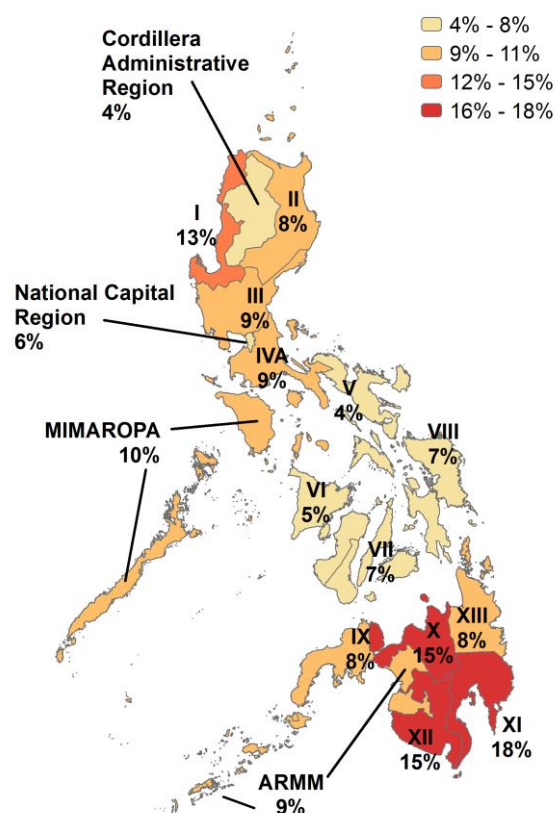 4% - 8%
9% - 11%
12% - 15%
16% - 18%
Cordillera
Administrative
Region
4%
I
13%
II
8%
National Capital
Region
6%
III
9%
IVA
9%
MIMAROPA
10%
V
4%
VIII
7%
VI
5%
VII
7%
IX
8%
X
15%
XIII
8%
XI
18%
XII
15%
ARMM
9%